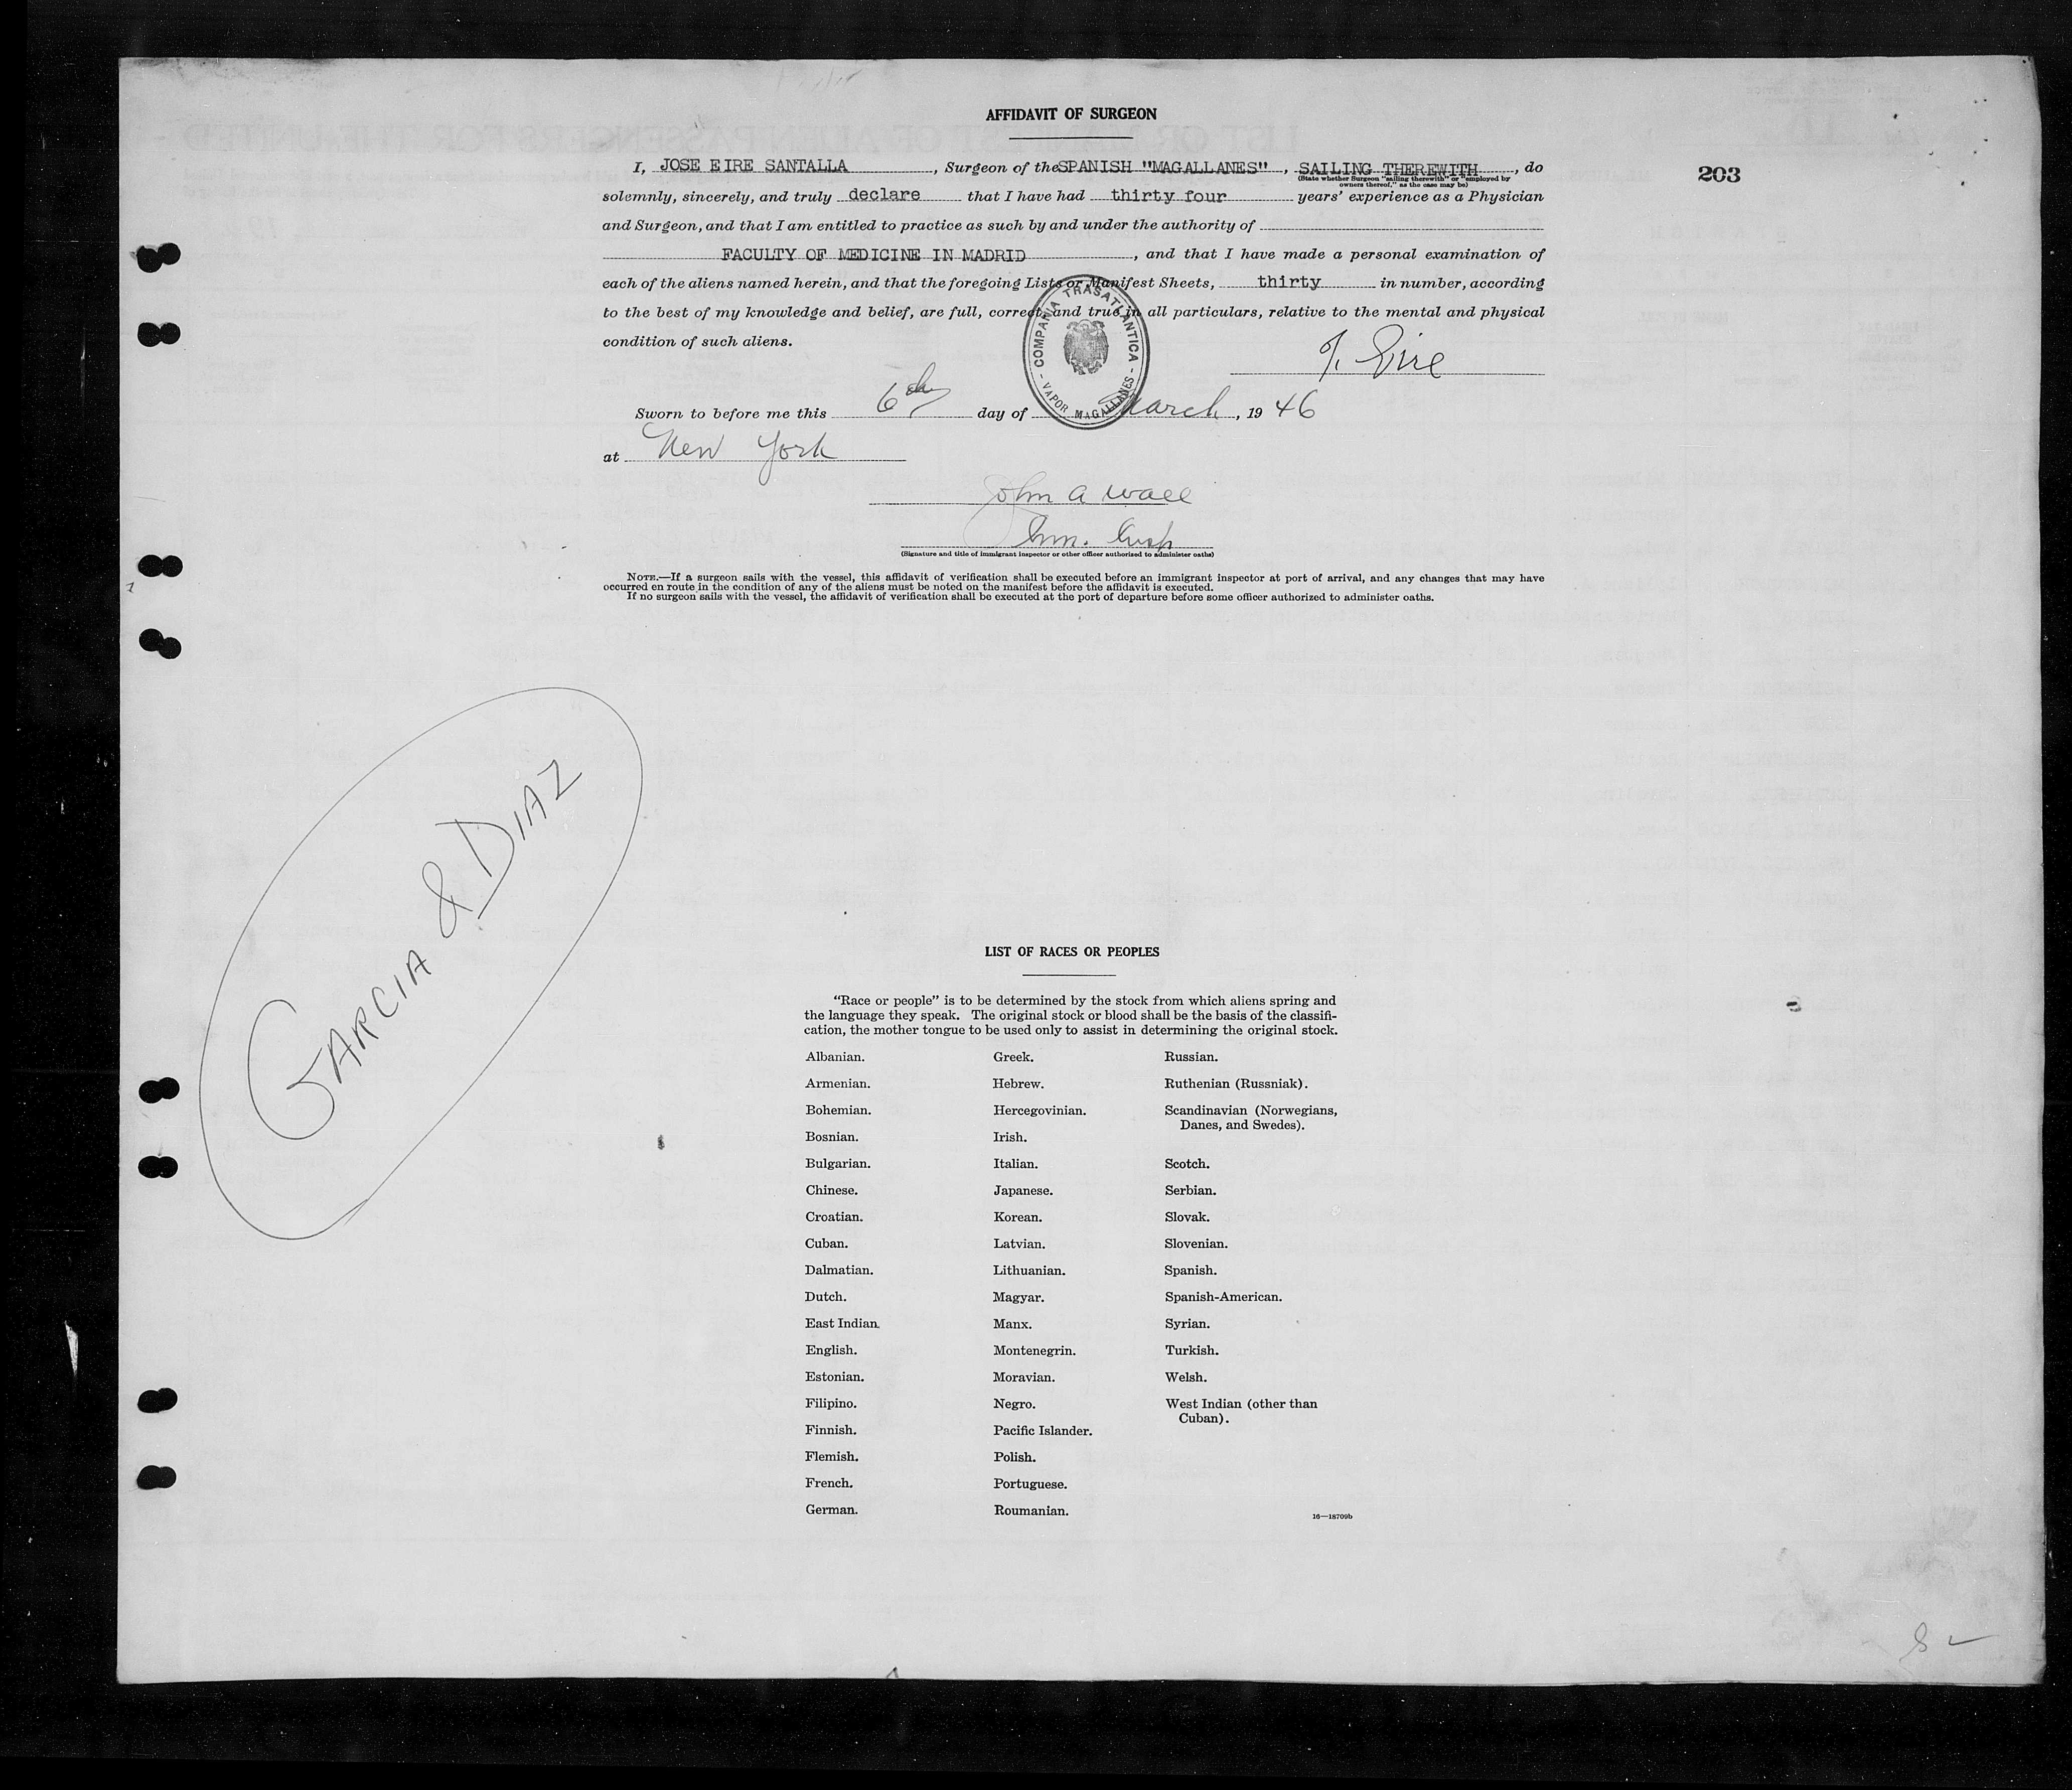 AFFIDAVIT OF SURGEON
203
I, JOSE EIRE SANTALLA, Surgeon of the SPANISH "MAGALLANES", SAILING THEREWITH, do
(State whether Surgeon "sailing therewith" or "employed by
owners thereof," as the case may be)
solemnly, sincerely, and truly declare that I have had thirty four years' experience as a Physician
and Surgeon, and that I am entitled to practice as such by and under the authority of
FACULTY OF MEDICINE IN MADRID, and that I have made a personal examination of
each of the aliens named herein, and that the foregoing Lists or Manifest Sheets, thirty in number, according
to the best of my knowledge and belief, are full, correct, and true in all particulars, relative to the mental and physical
condition of such aliens.
COMPAÑIA TRASATLANTICA
- VAPOR MAGALLANES -
J. Eire
Sworn to before me this 6th day of March, 1946
at New York
John A Wall
Imm. Insp
(Signature and title of immigrant inspector or other officer authorized to administer oaths)
NOTE.—If a surgeon sails with the vessel, this affidavit of verification shall be executed before an immigrant inspector at port of arrival, and any changes that may have
occurred en route in the condition of any of the aliens must be noted on the manifest before the affidavit is executed.
If no surgeon sails with the vessel, the affidavit of verification shall be executed at the port of departure before some officer authorized to administer oaths.
GARCIA & DIAZ
LIST OF RACES OR PEOPLES
"Race or people" is to be determined by the stock from which aliens spring and
the language they speak. The original stock or blood shall be the basis of the classifi-
cation, the mother tongue to be used only to assist in determining the original stock.
Albanian.
Armenian.
Bohemian.
Bosnian.
Bulgarian.
Chinese.
Croatian.
Cuban.
Dalmatian.
Dutch.
East Indian.
English.
Estonian.
Filipino.
Finnish.
Flemish.
French.
German.
Greek.
Hebrew.
Hercegovinian.
Irish.
Italian.
Japanese.
Korean.
Latvian.
Lithuanian.
Magyar.
Manx.
Montenegrin.
Moravian.
Negro.
Pacific Islander.
Polish.
Portuguese.
Roumanian.
Russian.
Ruthenian (Russniak).
Scandinavian (Norwegians,
Danes, and Swedes).
Scotch.
Serbian.
Slovak.
Slovenian.
Spanish.
Spanish-American.
Syrian.
Turkish.
Welsh.
West Indian (other than
Cuban).
16—18709b